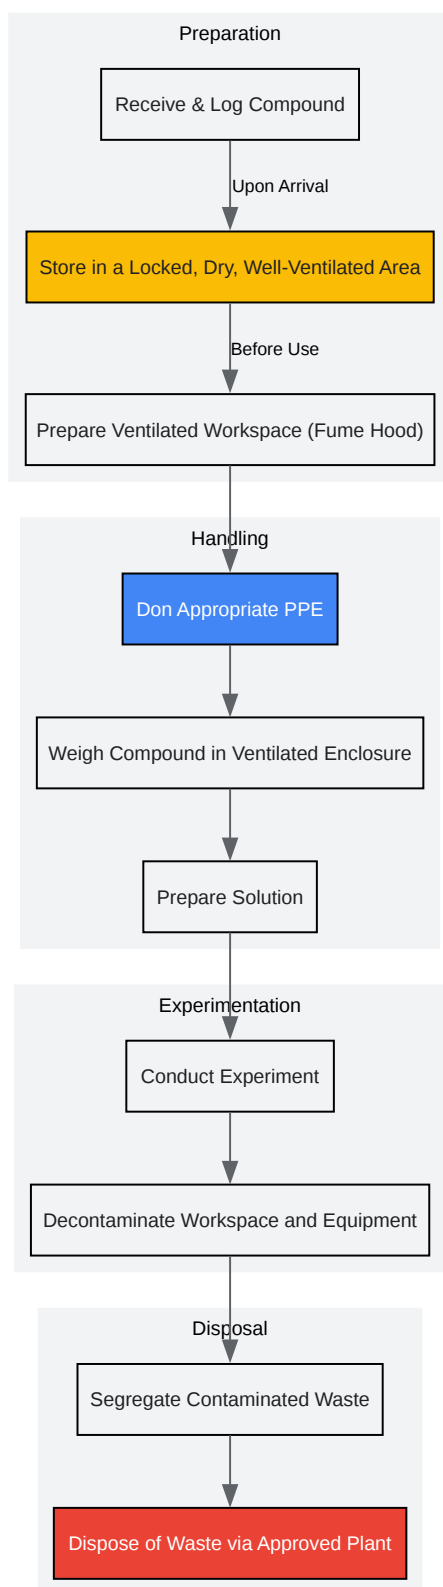 Preparation
Receive & Log Compound
Upon Arrival
Store in a Locked, Dry, Well-Ventilated Area
Before Use
Prepare Ventilated Workspace (Fume Hood)
Handling
Don Appropriate PPE
Weigh Compound in Ventilated Enclosure
Prepare Solution
Experimentation
Conduct Experiment
Decontaminate Workspace and Equipment
Disposal
Segregate Contaminated Waste
Dispose of Waste via Approved Plant